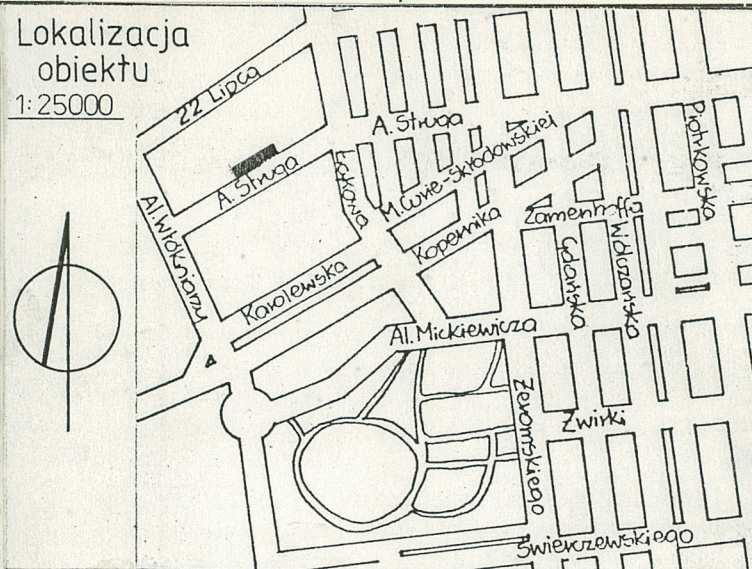 Lokalizacja
obiektu
1:25000
22 Lipca
A. Struga
A. Struga
Łąkowa
M. Curie-Skłodowskiej
Piotrkowska
Al. Włókniarzy
Karolewska
Kopernika
Zamenhoffa
Gdańska
Wólczańska
Al. Mickiewicza
Żeromskiego
Żwirki
Świerczewskiego